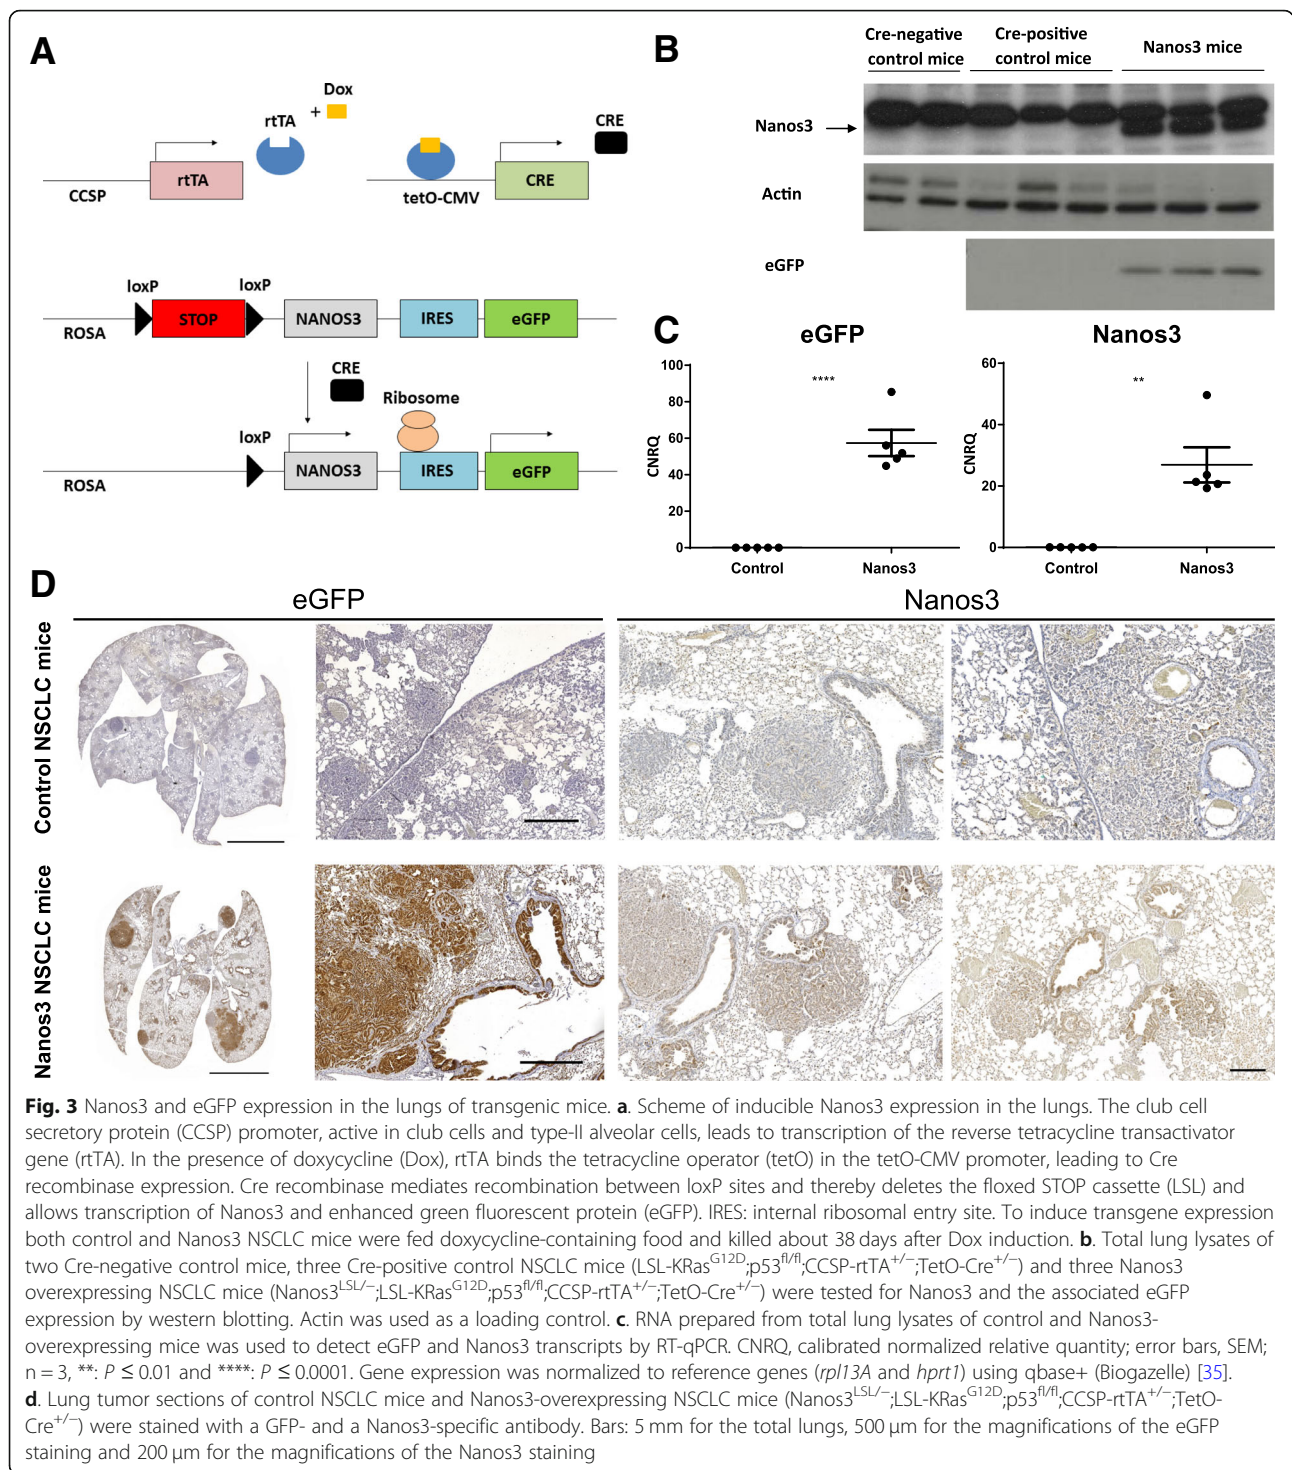 A
Dox
+
rtTA
CRE
rtTA
CRE
CCSP
tetO-CMV
loxP
loxP
STOP
NANOS3
IRES
eGFP
ROSA
CRE
Ribosome
loxP
NANOS3
IRES
eGFP
ROSA
B
Cre-negative
control mice
Cre-positive
control mice
Nanos3 mice
Nanos3
Actin
eGFP
C
eGFP
100
80
60
40
20
0
CNRQ
****
Control
Nanos3
Nanos3
60
40
20
0
CNRQ
**
Control
Nanos3
D
eGFP
Nanos3
Control NSCLC mice
Nanos3 NSCLC mice
Fig. 3 Nanos3 and eGFP expression in the lungs of transgenic mice. a. Scheme of inducible Nanos3 expression in the lungs. The club cell
secretory protein (CCSP) promoter, active in club cells and type-II alveolar cells, leads to transcription of the reverse tetracycline transactivator
gene (rtTA). In the presence of doxycycline (Dox), rtTA binds the tetracycline operator (tetO) in the tetO-CMV promoter, leading to Cre
recombinase expression. Cre recombinase mediates recombination between loxP sites and thereby deletes the floxed STOP cassette (LSL) and
allows transcription of Nanos3 and enhanced green fluorescent protein (eGFP). IRES: internal ribosomal entry site. To induce transgene expression
both control and Nanos3 NSCLC mice were fed doxycycline-containing food and killed about 38 days after Dox induction. b. Total lung lysates of
two Cre-negative control mice, three Cre-positive control NSCLC mice (LSL-KRas^G12D;p53^fl/fl;CCSP-rtTA^+/−;TetO-Cre^+/−) and three Nanos3
overexpressing NSCLC mice (Nanos3^LSL/−;LSL-KRas^G12D;p53^fl/fl;CCSP-rtTA^+/−;TetO-Cre^+/−) were tested for Nanos3 and the associated eGFP
expression by western blotting. Actin was used as a loading control. c. RNA prepared from total lung lysates of control and Nanos3-
overexpressing mice was used to detect eGFP and Nanos3 transcripts by RT-qPCR. CNRQ, calibrated normalized relative quantity; error bars, SEM;
n = 3, **: P ≤ 0.01 and ****: P ≤ 0.0001. Gene expression was normalized to reference genes (rpl13A and hprt1) using qbase+ (Biogazelle) [35].
d. Lung tumor sections of control NSCLC mice and Nanos3-overexpressing NSCLC mice (Nanos3^LSL/−;LSL-KRas^G12D;p53^fl/fl;CCSP-rtTA^+/−;TetO-
Cre^+/−) were stained with a GFP- and a Nanos3-specific antibody. Bars: 5 mm for the total lungs, 500 μm for the magnifications of the eGFP
staining and 200 μm for the magnifications of the Nanos3 staining